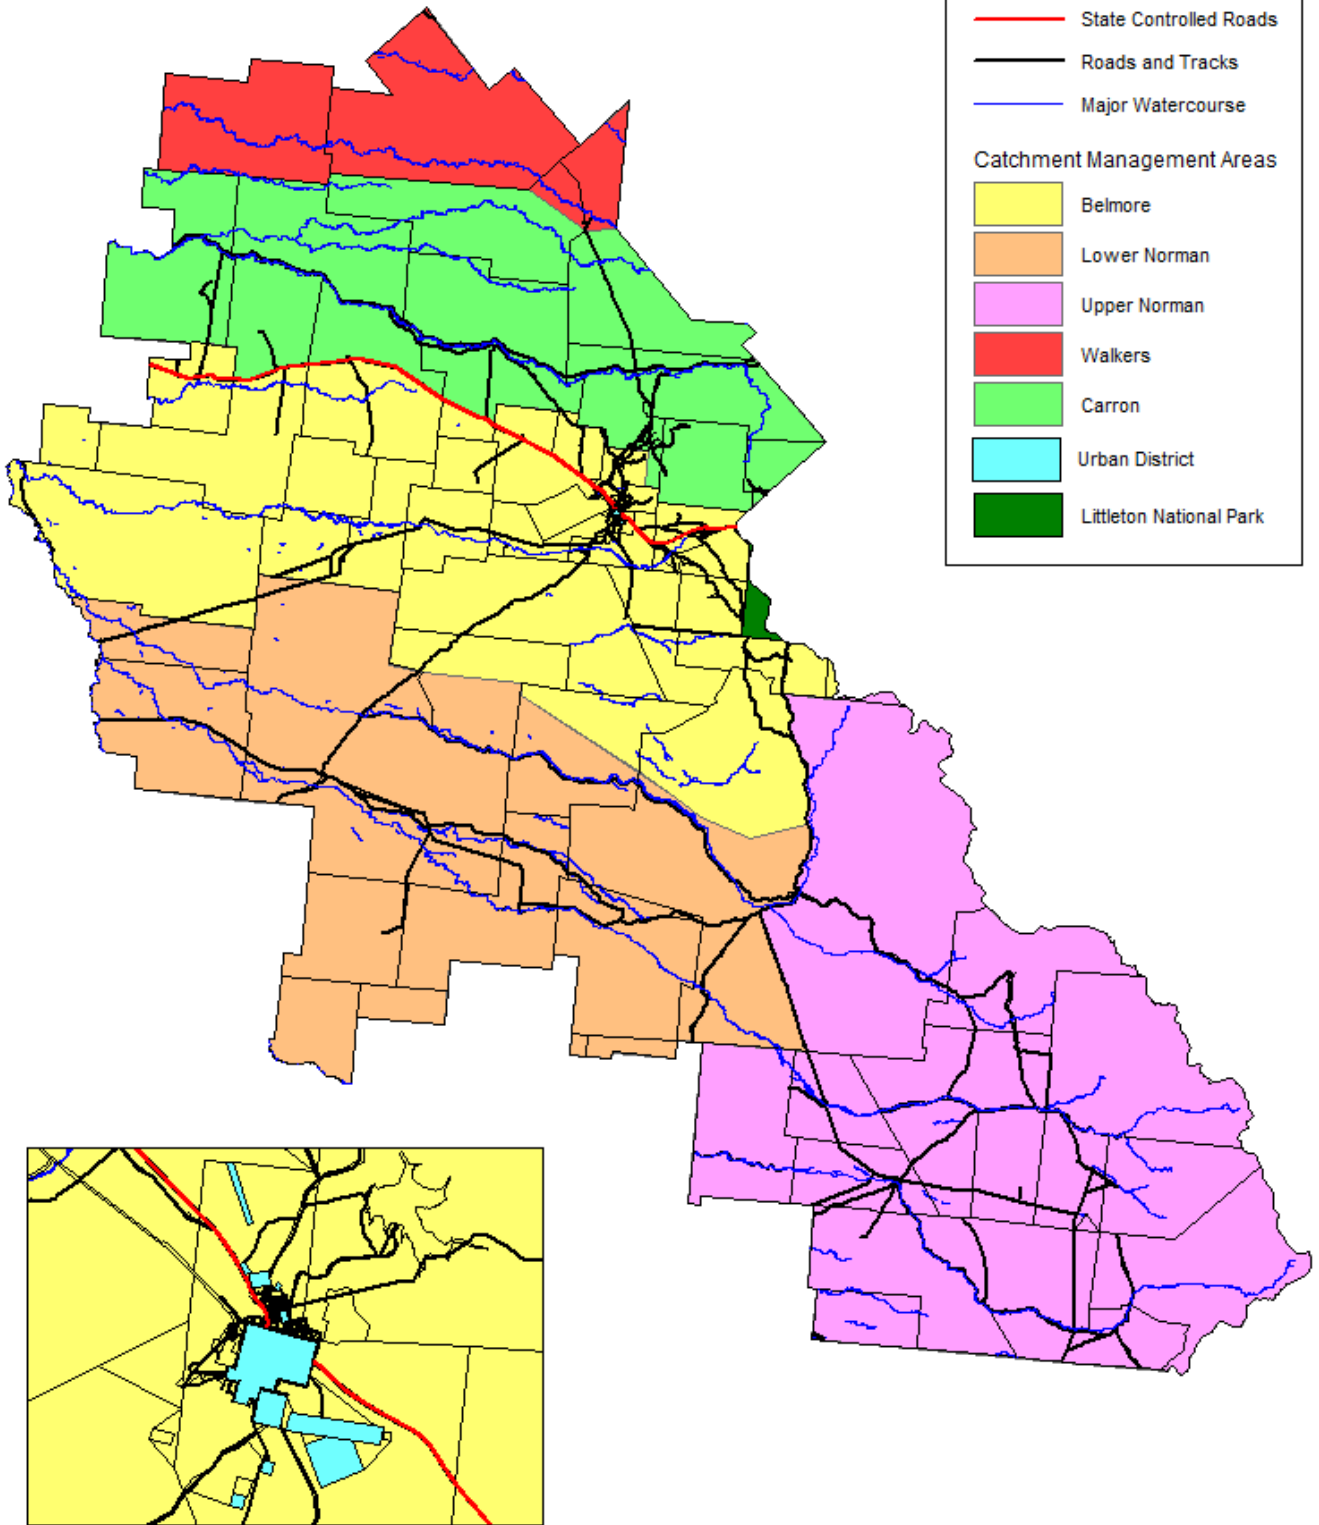 State Controlled Roads
Roads and Tracks
Major Watercourse
Catchment Management Areas
Belmore
Lower Norman
Upper Norman
Walkers
Carron
Urban District
Littleton National Park